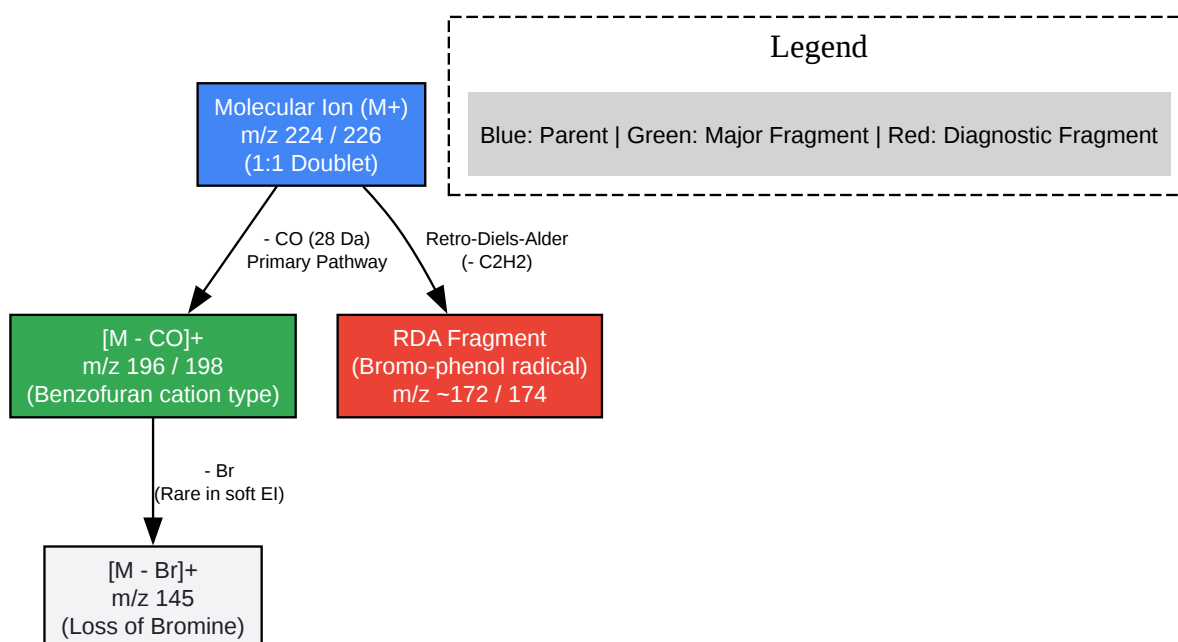 Legend
Blue: Parent | Green: Major Fragment | Red: Diagnostic Fragment
Molecular Ion (M+)
m/z 224 / 226
(1:1 Doublet)
- CO (28 Da)
Primary Pathway
Retro-Diels-Alder
(- C2H2)
[M - CO]+
m/z 196 / 198
(Benzofuran cation type)
RDA Fragment
(Bromo-phenol radical)
m/z ~172 / 174
- Br
(Rare in soft EI)
[M - Br]+
m/z 145
(Loss of Bromine)